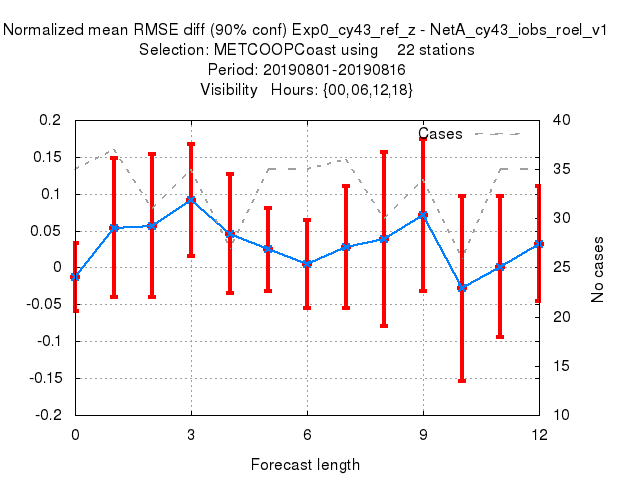 Normalized mean RMSE diff (90% conf) Exp0_cy43_ref_z - NetA_cy43_iobs_roel_v1
Selection: METCOOPCoast using 22 stations
Period: 20190801-20190816
Visibility Hours: {00,06,12,18}
Cases
0.2
0.15
0.1
0.05
0
-0.05
-0.1
-0.15
-0.2
40
35
30
25
20
15
10
No cases
0 3 6 9 12
Forecast length